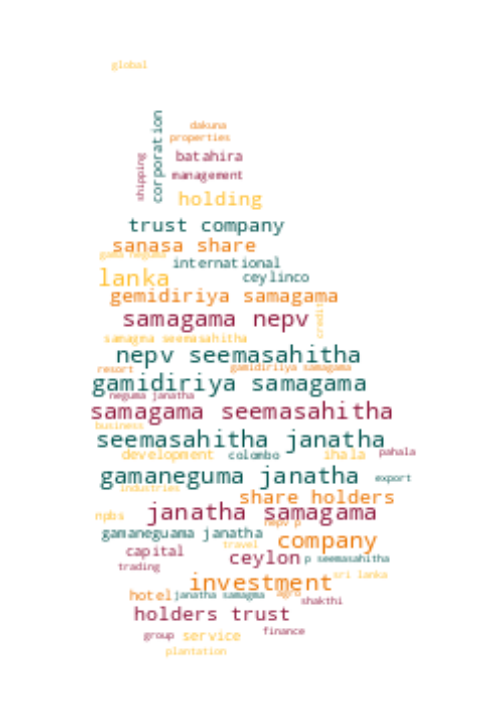 global
corporation
dakuna
properties
shipping
batahira
management
holding
trust company
sanasa share
gama neguma
international
lanka
ceylinco
gemidiriya samagama
samagama nepv
credit
samagma seemasahitha
nepv seemasahitha
resort
gamidiriiya samagama
gamidiriya samagama
neguma janatha
samagama seemasahitha
business
seemasahitha janatha
development
colombo
ihala
pahala
gamaneguma janatha
export
industries
share holders
janatha samagama
npbs
nepv p
gamaneguama janatha
company
travel
capital
ceylon
p seemasahitha
trading
sri lanka
investment
hotel
janatha samagma
agro
shakthi
holders trust
group
service
finance
plantation